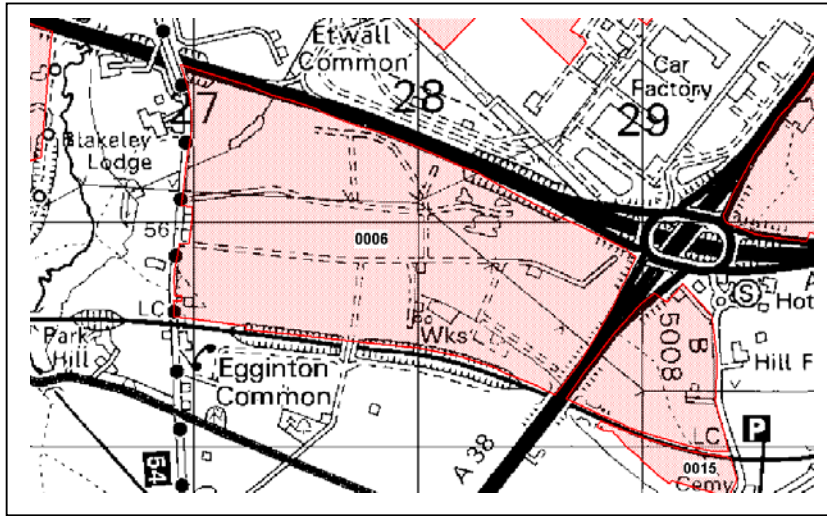 Etwall
Common
28
Car
Factory
29
47
Blakeley
Lodge
56
0006
LC
Park
Hill
Wks
Egginton
Common
B
5008
S
Hot
Hill F
P
LC
A 38
0015
Cemy
54